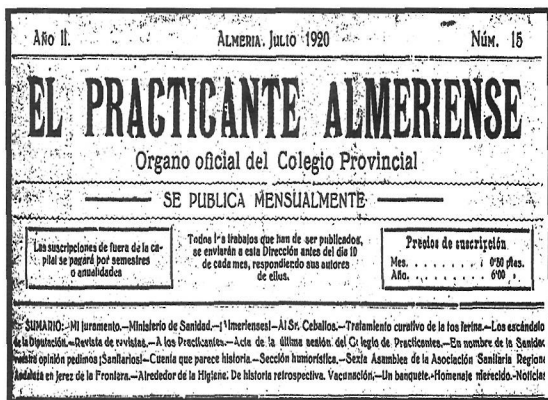 AÑO II.
ALMERIA. JULIO 1920
NÚM. 15
EL PRACTICANTE ALMERIENSE
Organo oficial del Colegio Provincial
SE PUBLICA MENSUALMENTE
Las suscripciones de fuera de la ca-
pital se pagará por semestres
o anualidades
Todos los trabajos que han de ser publicados,
se enviarán a esta Dirección antes del día 10
de cada mes, respondiendo sus autores
de ellus.
Precios de suscripción
Mes. . . . . . . . 0'50 ptas.
Año. . . . . . . . 6'00 »
SUMARIO:—Mi juramento.—Ministerio de Sanidad.—¡Almerienses!—Al Sr. Ceballos.—Tratamiento curativo de la tos ferina.—Los escándalo
de la Diputación.—Revista de revistas.—A los Practicantes.—Acta de la última sesión del Colegio de Practicantes.—En nombre de la Sanidad
nuestra opinión pedimos ¡Sanitarios!—Cuenta que parece historia.—Sección humorística.—Sexta Asamblea de la Asociación Sanitaria Regiona
Andaluza en Jerez de la Frontera.—Alrededor de la Higiene: De historia retrospectiva. Vacunación.—Un banquete.—Homenaje merecido.—Noticias